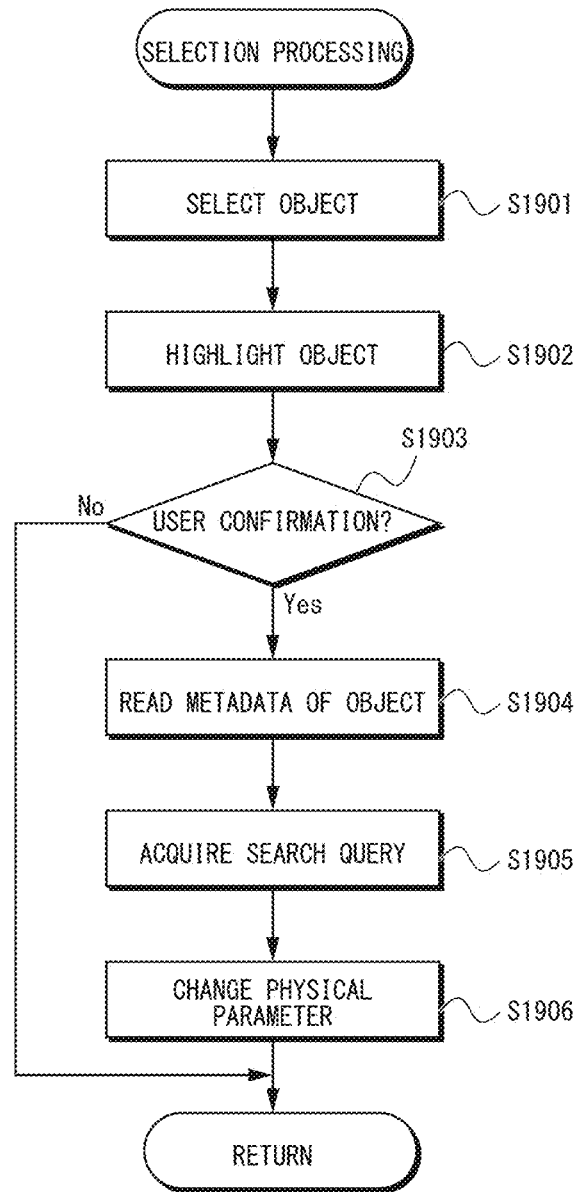 SELECTION PROCESSING
SELECT OBJECT
S1901
HIGHLIGHT OBJECT
S1902
S1903
No
USER CONFIRMATION?
Yes
READ METADATA OF OBJECT
S1904
ACQUIRE SEARCH QUERY
S1905
CHANGE PHYSICAL
PARAMETER
S1906
RETURN